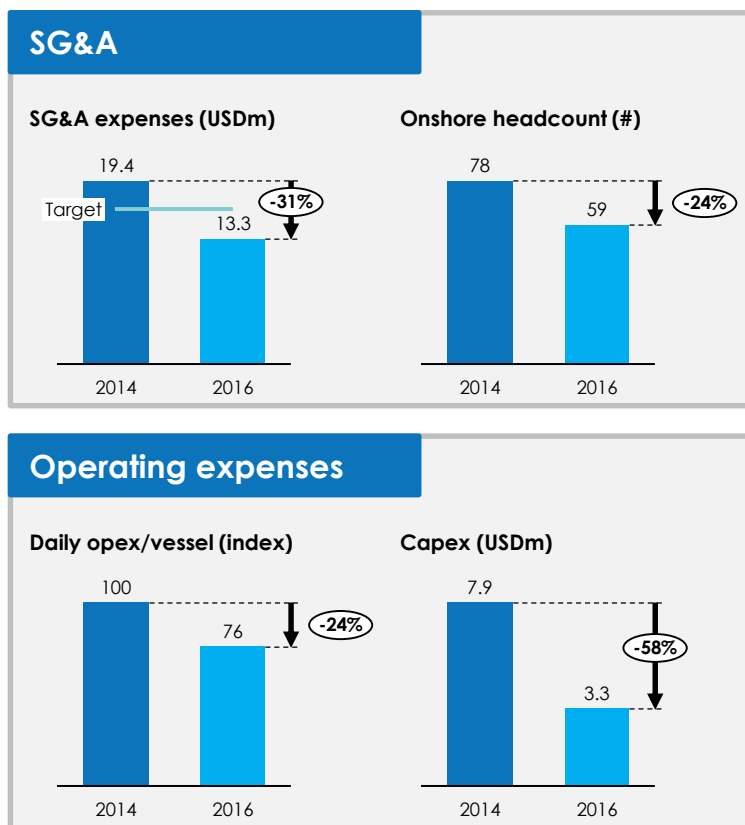 SG&A
SG&A expenses (USDm)
19.4
Target
-31%
13.3
2014 2016
Onshore headcount (#)
78
-24%
59
2014 2016
Operating expenses
Daily opex/vessel (index)
100
-24%
76
2014 2016
Capex (USDm)
7.9
-58%
3.3
2014 2016